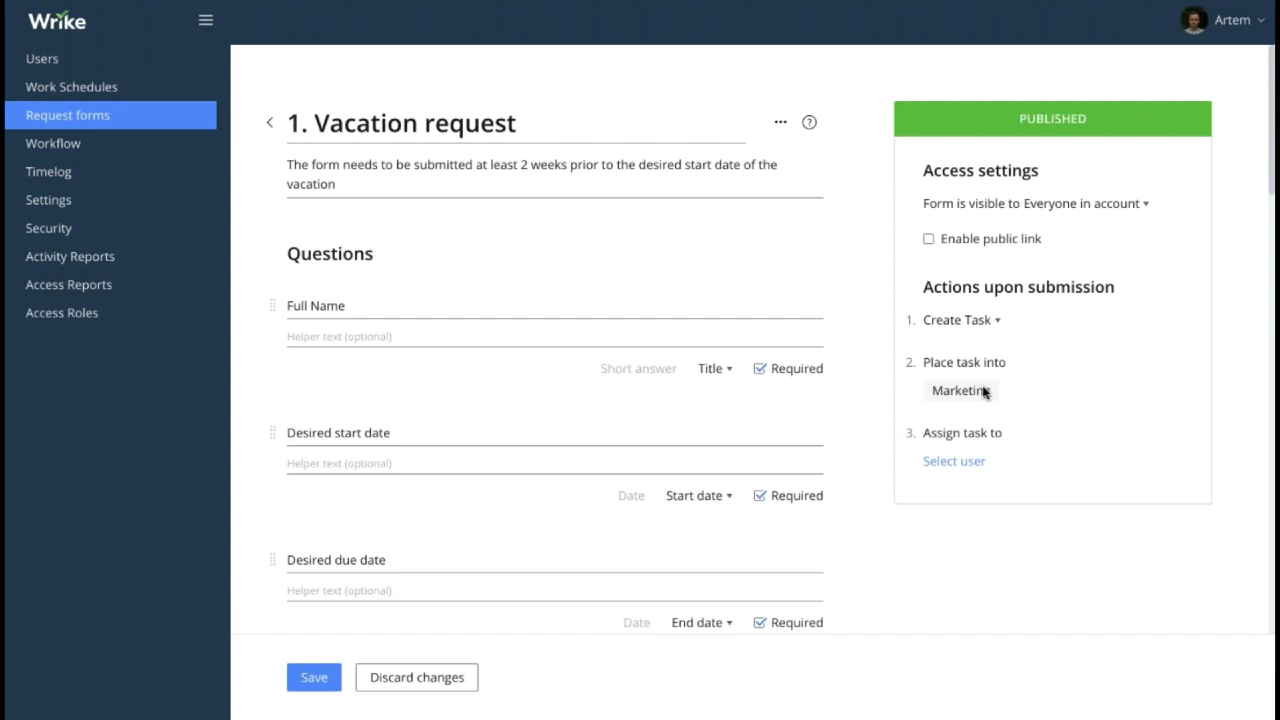 Wrike
Artem
Users
Work Schedules
Request forms
Workflow
Timelog
Settings
Security
Activity Reports
Access Reports
Access Roles
1. Vacation request
The form needs to be submitted at least 2 weeks prior to the desired start date of the
vacation
Questions
Full Name
Helper text (optional)
Short answer Title Required
Desired start date
Helper text (optional)
Date Start date Required
Desired due date
Helper text (optional)
Date End date Required
Save Discard changes
PUBLISHED
Access settings
Form is visible to Everyone in account
Enable public link
Actions upon submission
1. Create Task
2. Place task into
Marketing
3. Assign task to
Select user